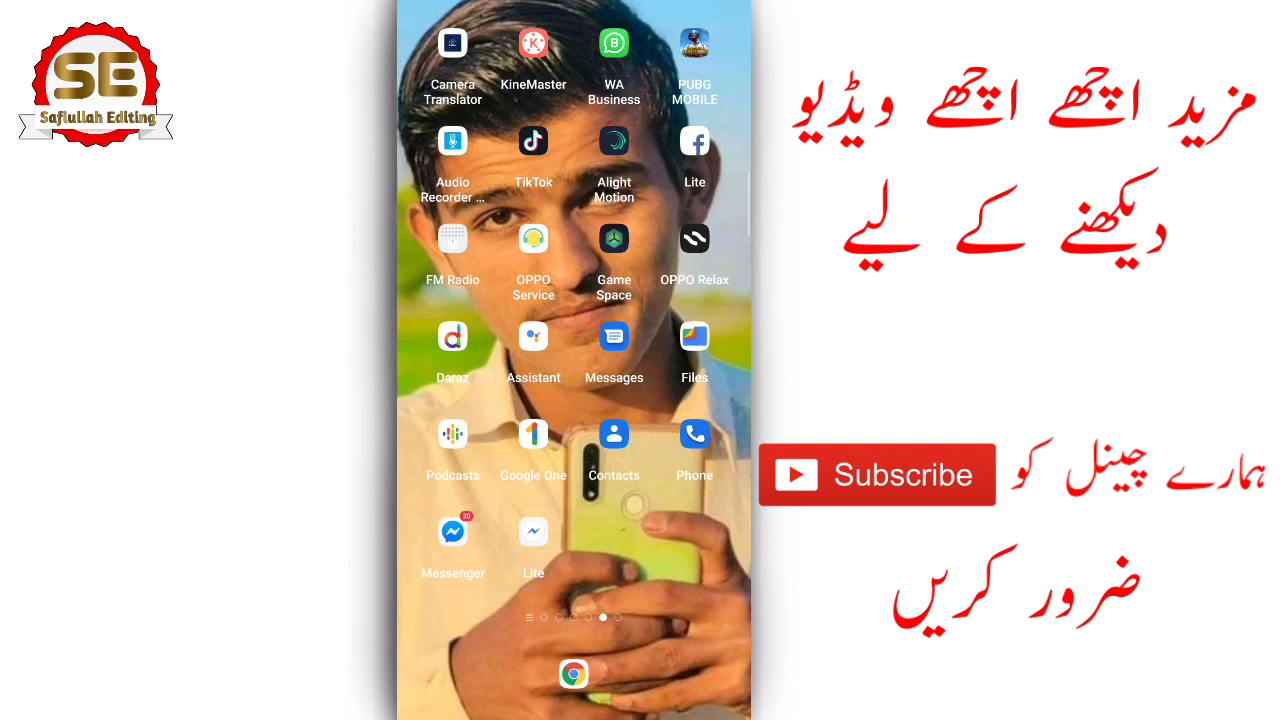 SE
Safiullah Editing
Camera Translator
KineMaster
WA Business
PUBG MOBILE
Audio Recorder ...
TikTok
Alight Motion
Lite
FM Radio
OPPO Service
Game Space
OPPO Relax
Daraz
Assistant
Messages
Files
Podcasts
Google One
Contacts
Phone
20
Messenger
Lite
مزید اچھے اچھے ویڈیو
دیکھنے کے لیے
ہمارے چینل کو Subscribe
ضرور کریں